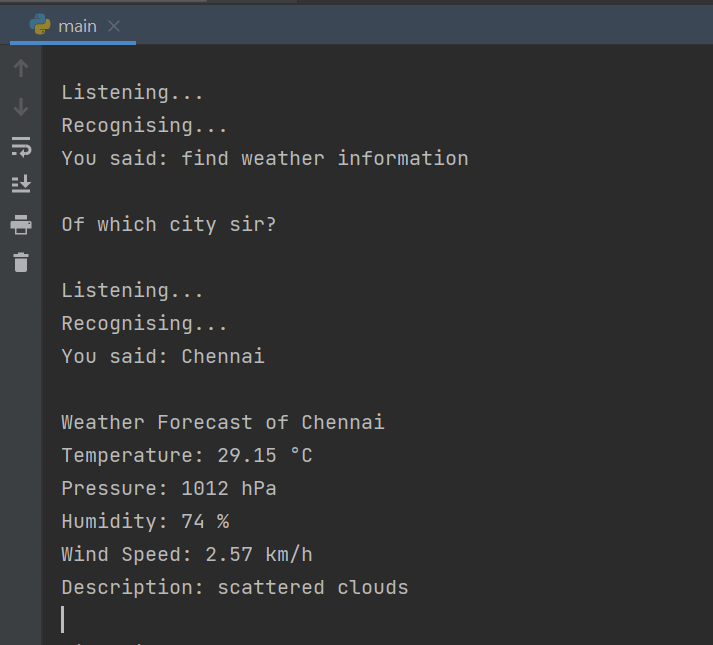 main
Listening...
Recognising...
You said: find weather information
Of which city sir?
Listening...
Recognising...
You said: Chennai
Weather Forecast of Chennai
Temperature: 29.15 °C
Pressure: 1012 hPa
Humidity: 74 %
Wind Speed: 2.57 km/h
Description: scattered clouds